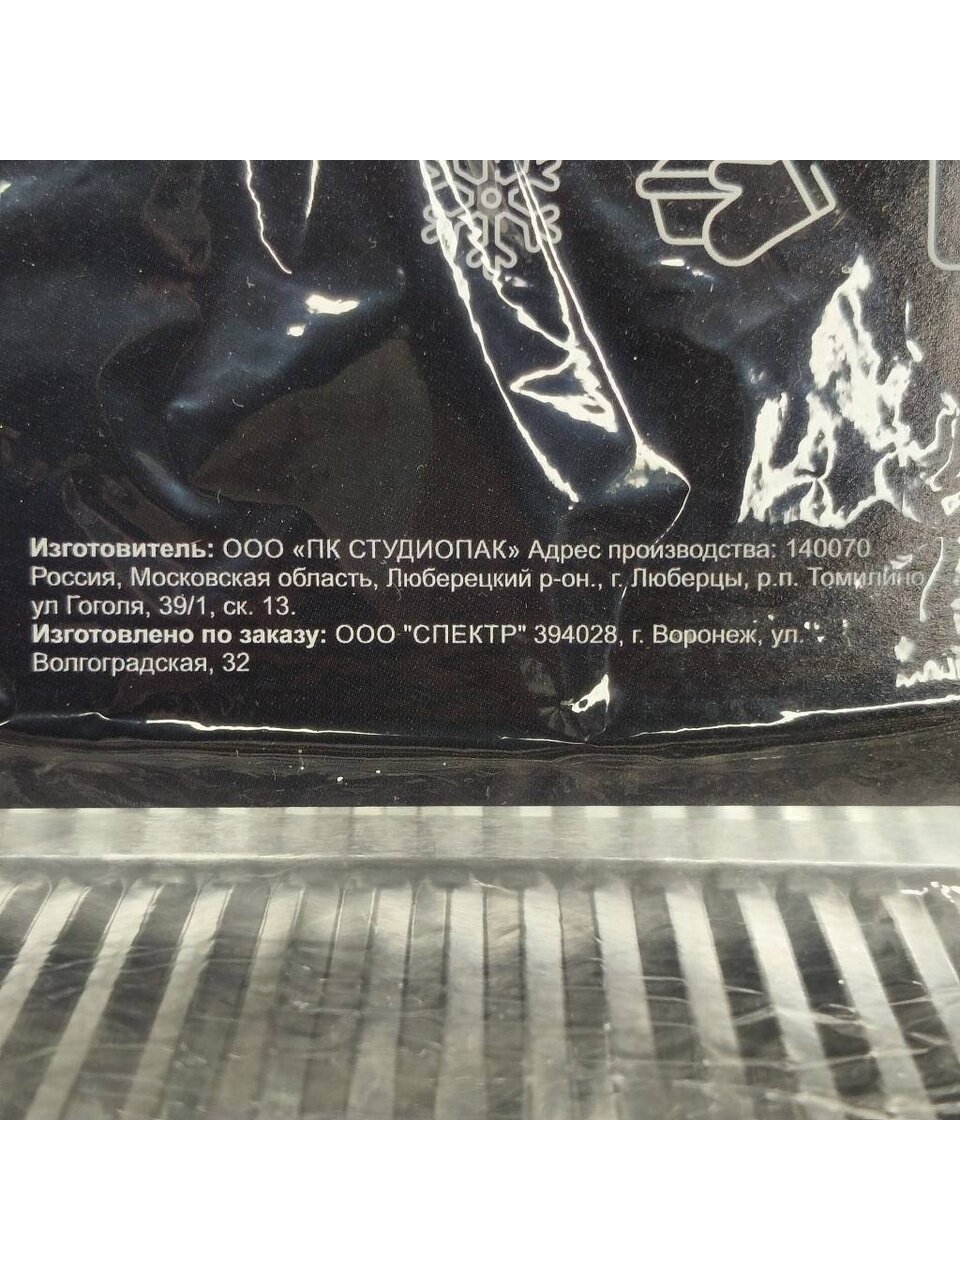 Изготовитель: ООО «ПК СТУДИОПАК» Адрес производства: 140070
Россия, Московская область, Люберецкий р-он., г. Люберцы, р.п. Томилино
ул Гоголя, 39/1, ск. 13.
Изготовлено по заказу: ООО "СПЕКТР" 394028, г. Воронеж, ул.
Волгоградская, 32